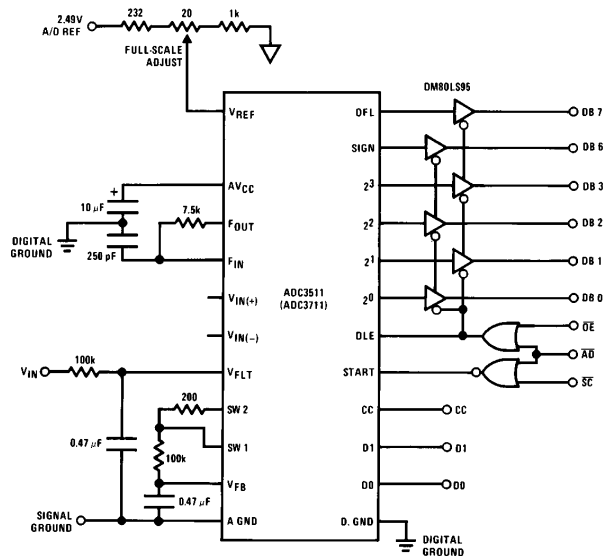 2.49V
A/D REF
232
20
1k
FULL-SCALE
ADJUST
DM80LS95
VREF
OFL
DB 7
SIGN
DB 6
+
AVCC
2³
DB 3
10 µF
7.5k
FOUT
2²
DB 2
DIGITAL
GROUND
250 pF
FIN
2¹
DB 1
ADC3511
(ADC3711)
VIN(+)
2⁰
DB 0
VIN(−)
DLE
OE
AD
100k
VIN
VFLT
START
SC
200
SW 2
CC
CC
0.47 µF
SW 1
D1
D1
100k
VFB
D0
D0
0.47 µF
SIGNAL
GROUND
A GND
D. GND
DIGITAL
GROUND